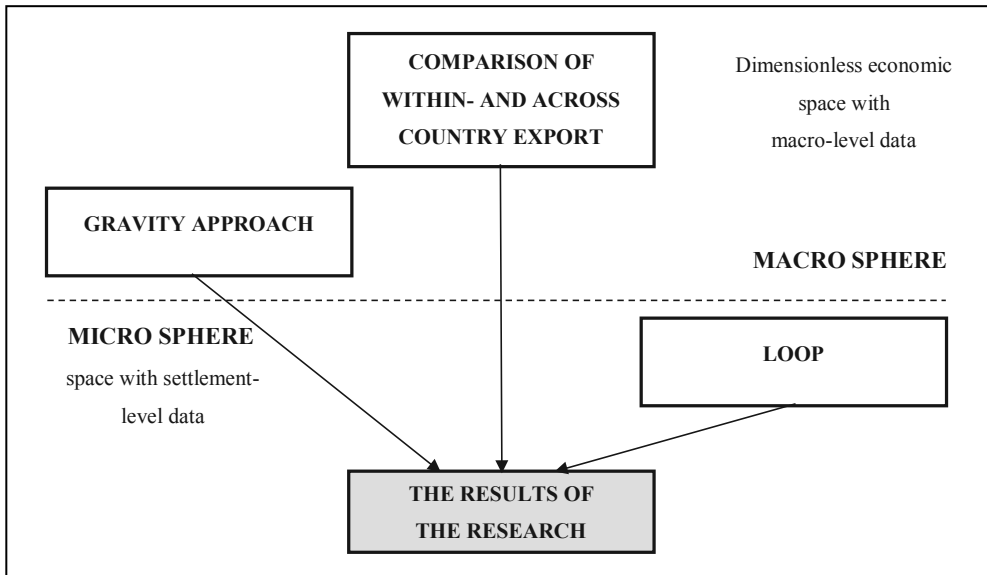 COMPARISON OF
WITHIN- AND ACROSS
COUNTRY EXPORT
Dimensionless economic
space with
macro-level data
GRAVITY APPROACH
MACRO SPHERE
MICRO SPHERE
space with settlement-
level data
LOOP
THE RESULTS OF
THE RESEARCH